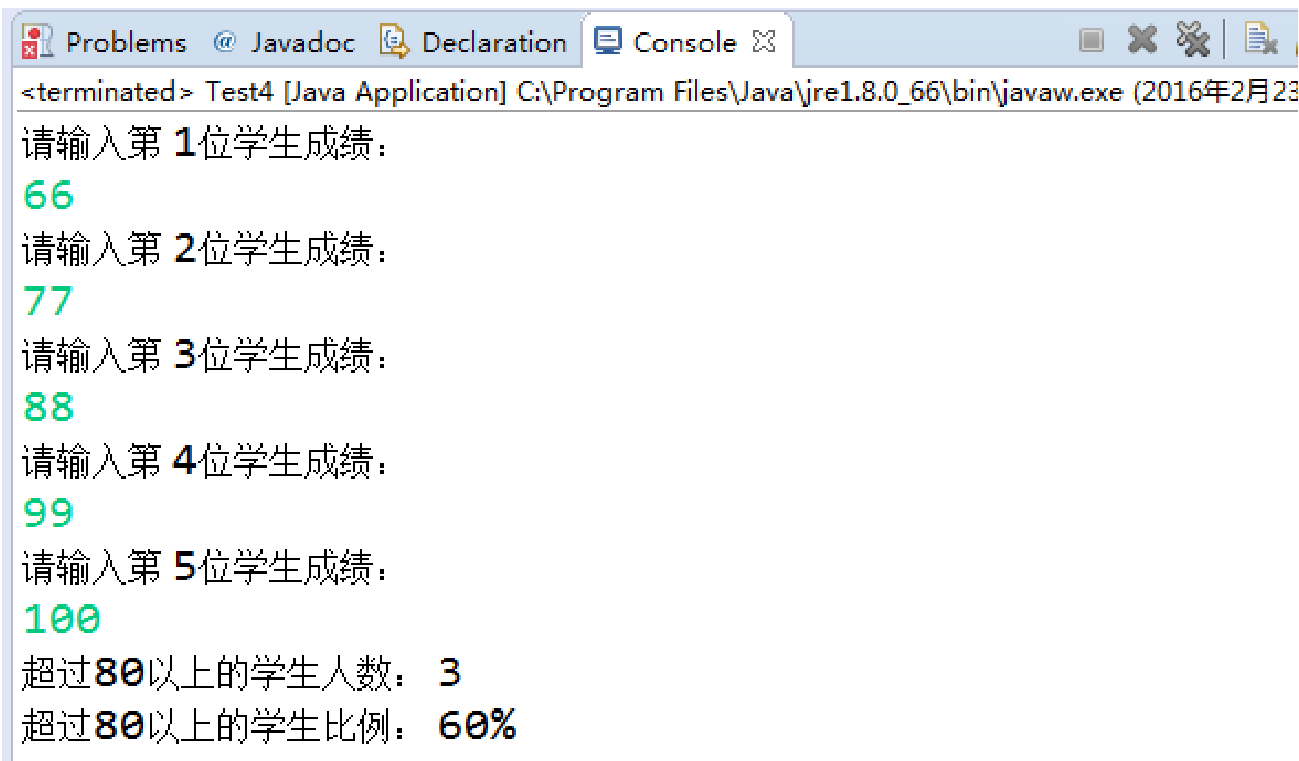 Problems @ Javadoc Declaration Console
<terminated> Test4 [Java Application] C:\Program Files\Java\jre1.8.0_66\bin\javaw.exe (2016年2月23
请输入第 1位学生成绩：
66
请输入第 2位学生成绩：
77
请输入第 3位学生成绩：
88
请输入第 4位学生成绩：
99
请输入第 5位学生成绩：
100
超过80以上的学生人数： 3
超过80以上的学生比例： 60%